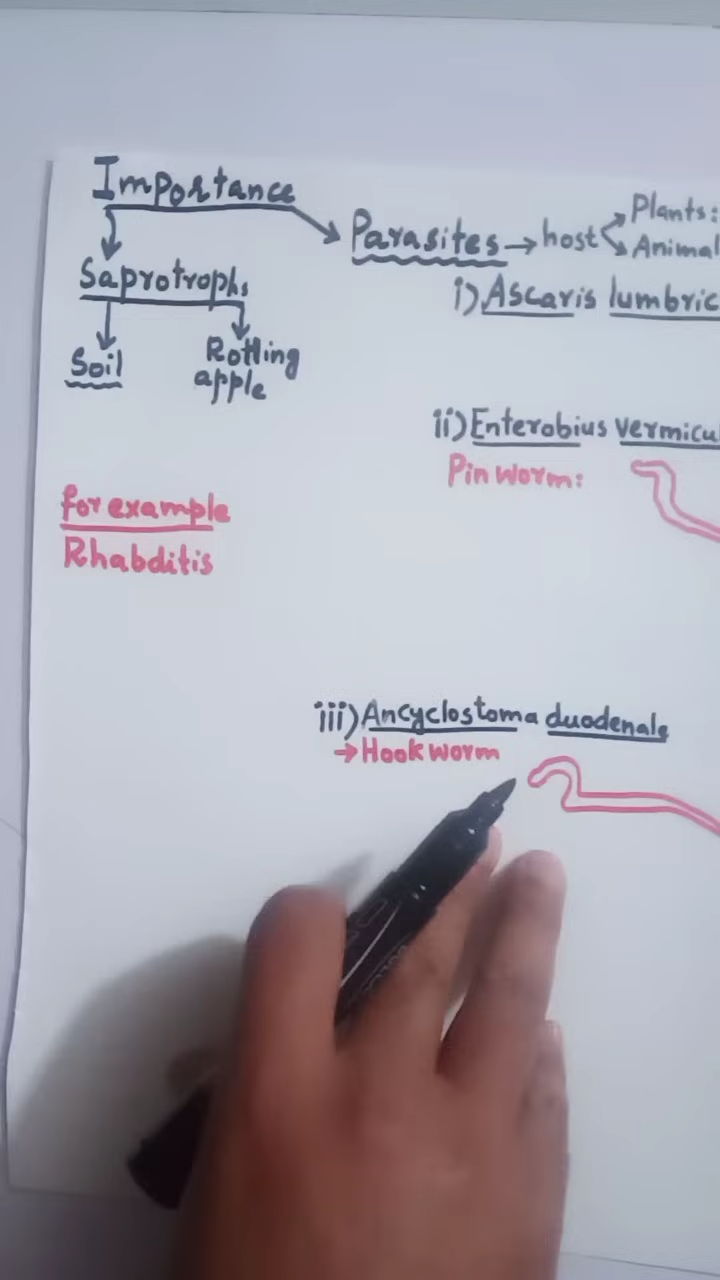 Importance
Parasites → host
Plants:
Animal
Saprotrophs
i) Ascaris lumbric
Soil
Rotting
apple
ii) Enterobius vermicul
Pin worm:
for example
Rhabditis
iii) Ancyclostoma duodenale
→ Hook worm